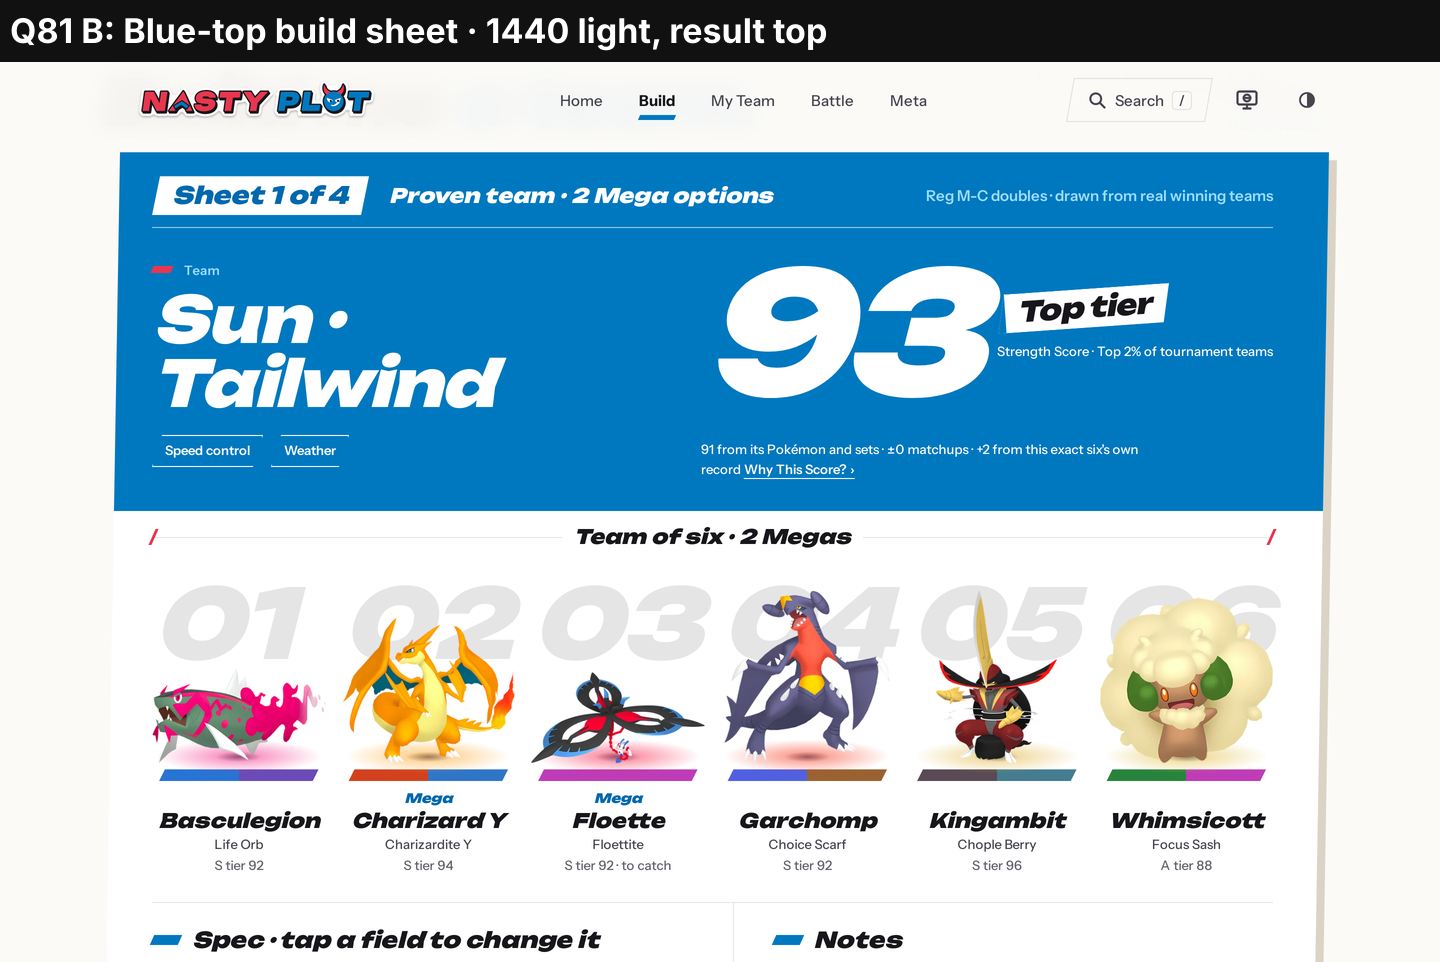 Q81 B: Blue-top build sheet · 1440 light, result top
NASTY PLOT
Home
Build
My Team
Battle
Meta
Search /
Sheet 1 of 4
Proven team · 2 Mega options
Reg M-C doubles · drawn from real winning teams
Team
Sun ·
Tailwind
Speed control
Weather
93
Top tier
Strength Score · Top 2% of tournament teams
91 from its Pokémon and sets · ±0 matchups · +2 from this exact six's own
record Why This Score? ›
/ Team of six · 2 Megas /
01 02 03 04 05 06
Mega
Mega
Basculegion
Charizard Y
Floette
Garchomp
Kingambit
Whimsicott
Life Orb
Charizardite Y
Floettite
Choice Scarf
Chople Berry
Focus Sash
S tier 92
S tier 94
S tier 92 · to catch
S tier 92
S tier 96
A tier 88
Spec · tap a field to change it
Notes